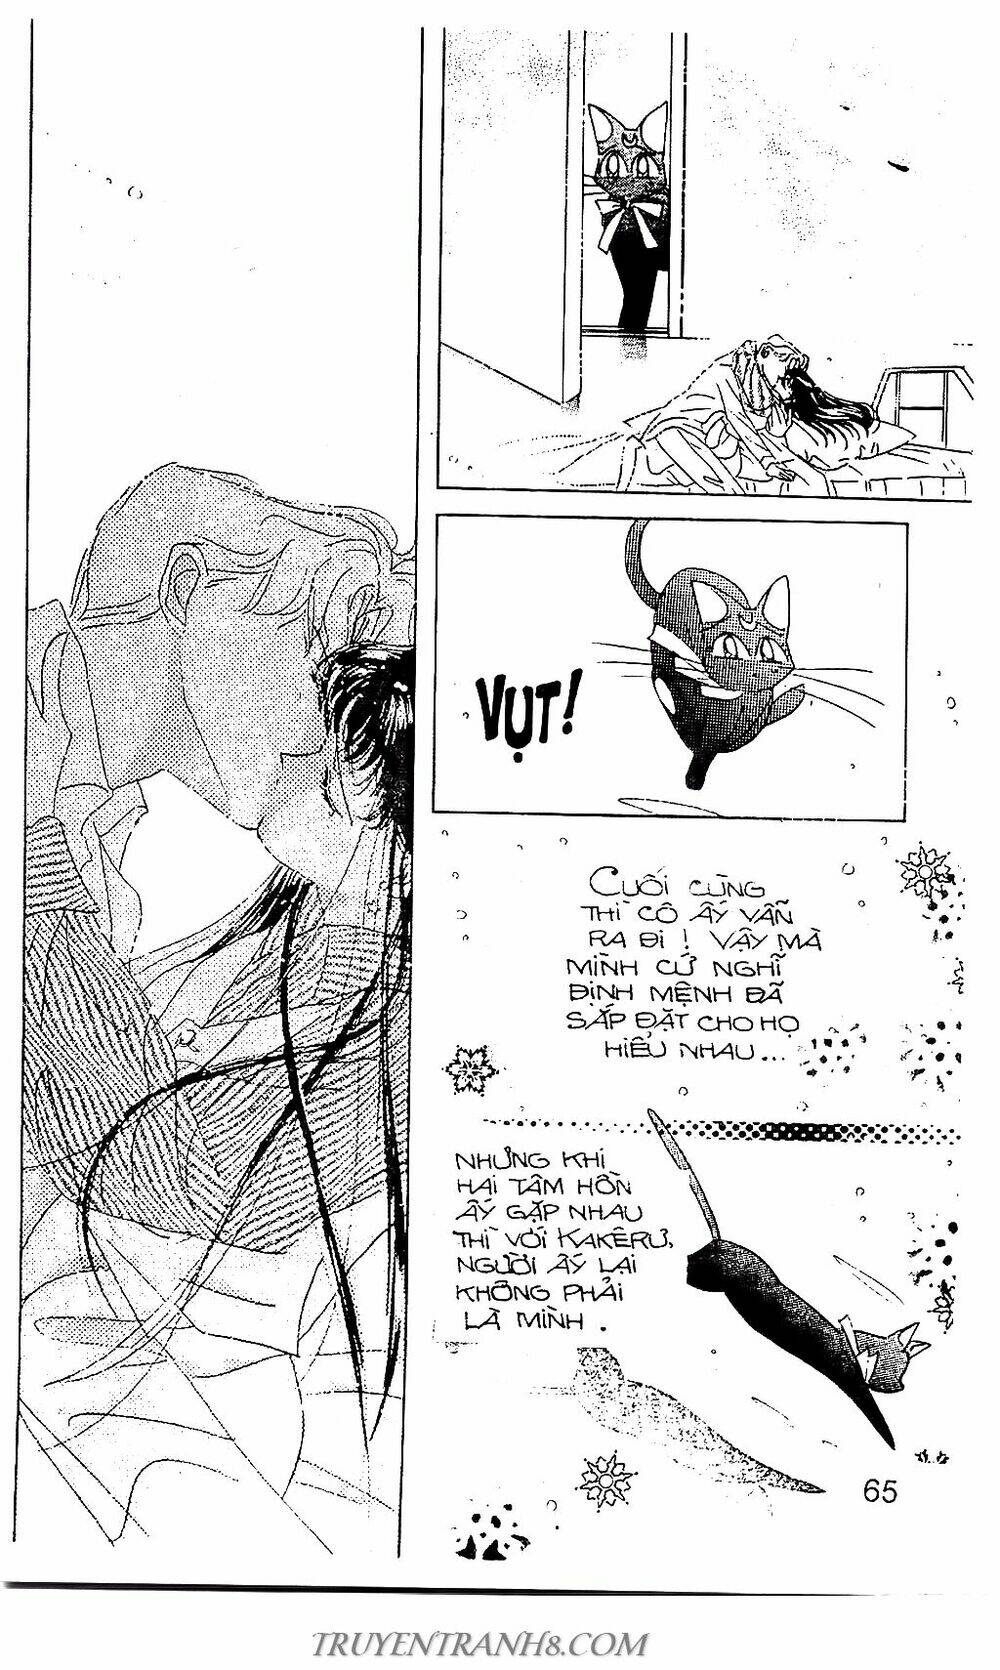 VỤT!
CUỐI CÙNG
THÌ CÔ ẤY VẪN
RA ĐI ! VẬY MÀ
MÌNH CỨ NGHĨ
ĐỊNH MỆNH ĐÃ
SẮP ĐẶT CHO HỌ
HIỂU NHAU...
NHƯNG KHI
HAI TÂM HỒN
ẤY GẶP NHAU
THÌ VỚI KAKÊRƯ,
NGƯỜI ẤY LẠI
KHÔNG PHẢI
LÀ MÌNH .
65
TRUYENTRANH8.COM